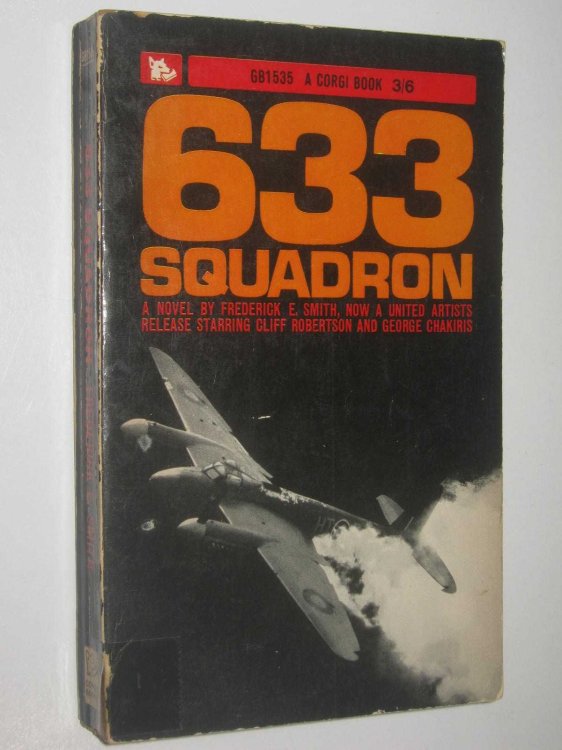 GB1535 A CORGI BOOK 3/6
633
SQUADRON
A NOVEL BY FREDERICK E. SMITH, NOW A UNITED ARTISTS
RELEASE STARRING CLIFF ROBERTSON AND GEORGE CHAKIRIS
HT